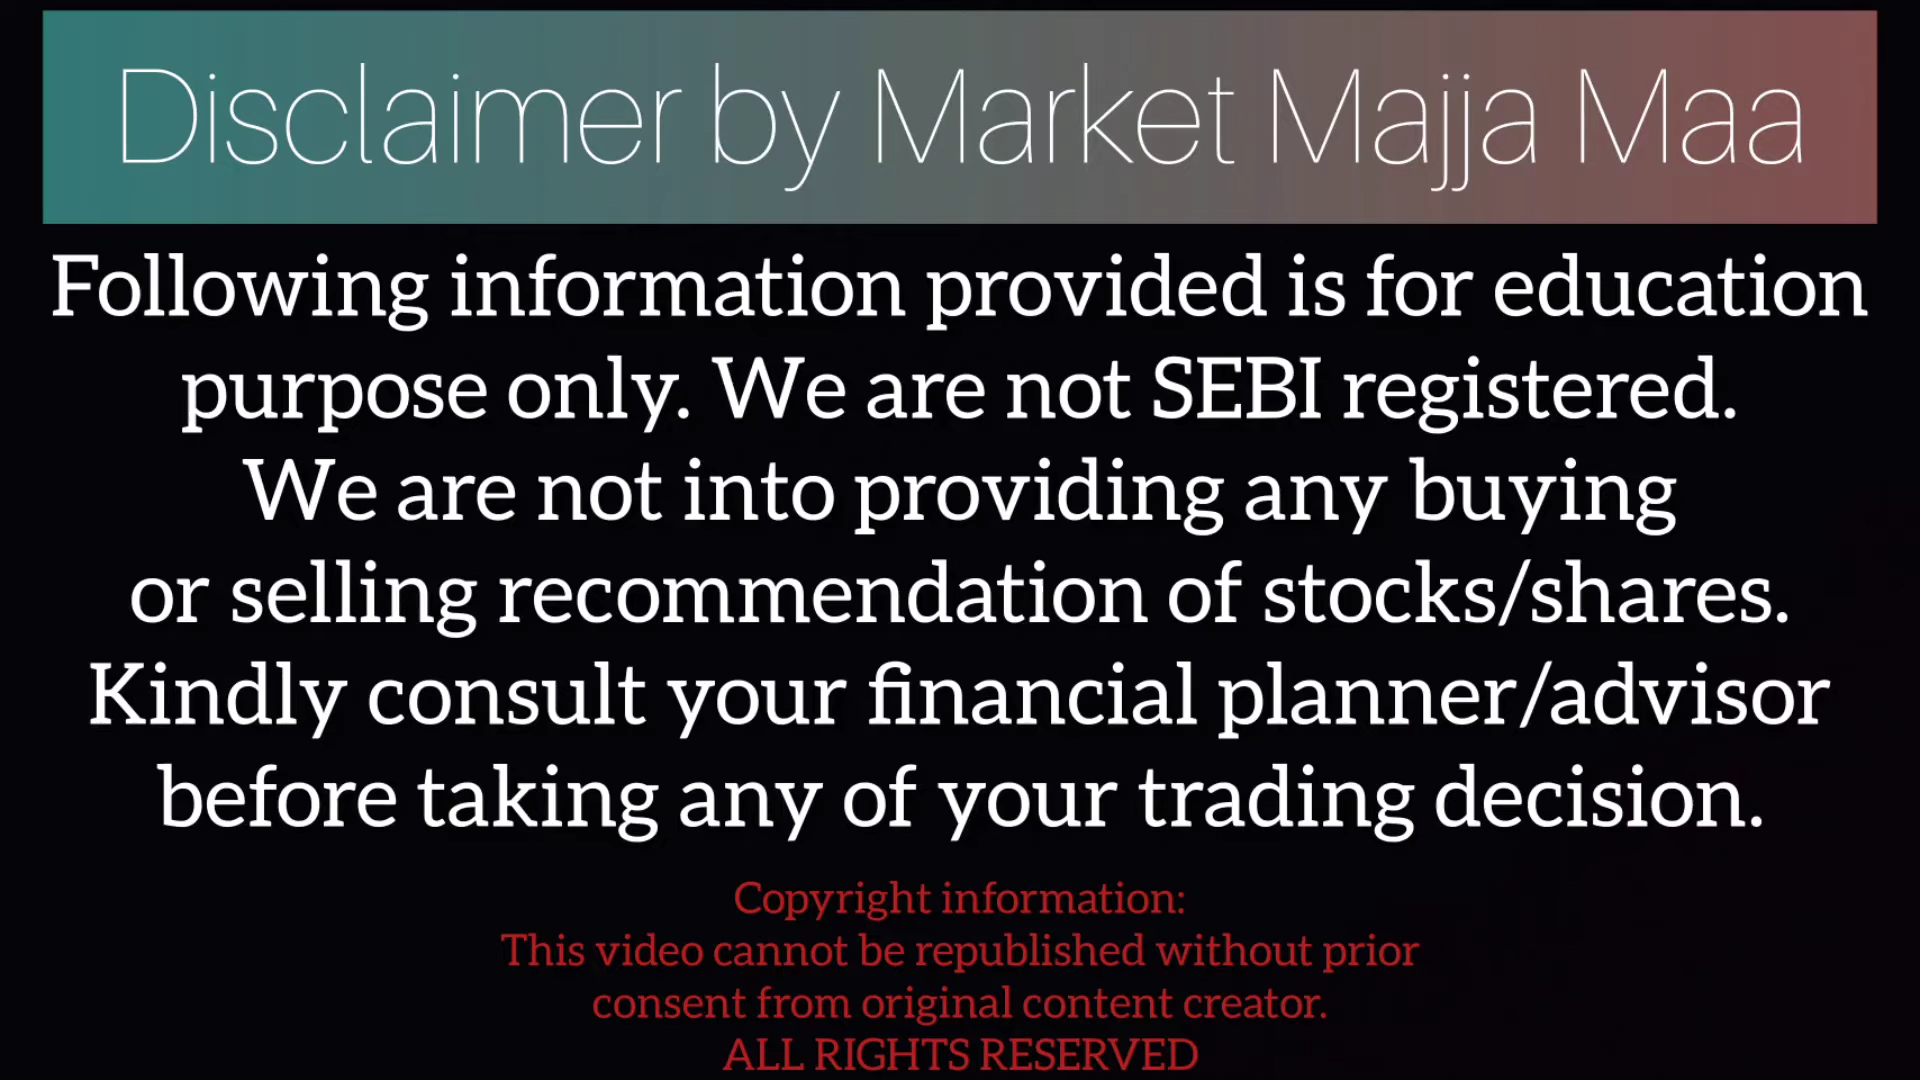 Disclaimer by Market Majja Maa
Following information provided is for education
purpose only. We are not SEBI registered.
We are not into providing any buying
or selling recommendation of stocks/shares.
Kindly consult your financial planner/advisor
before taking any of your trading decision.
Copyright information:
This video cannot be republished without prior
consent from original content creator.
ALL RIGHTS RESERVED